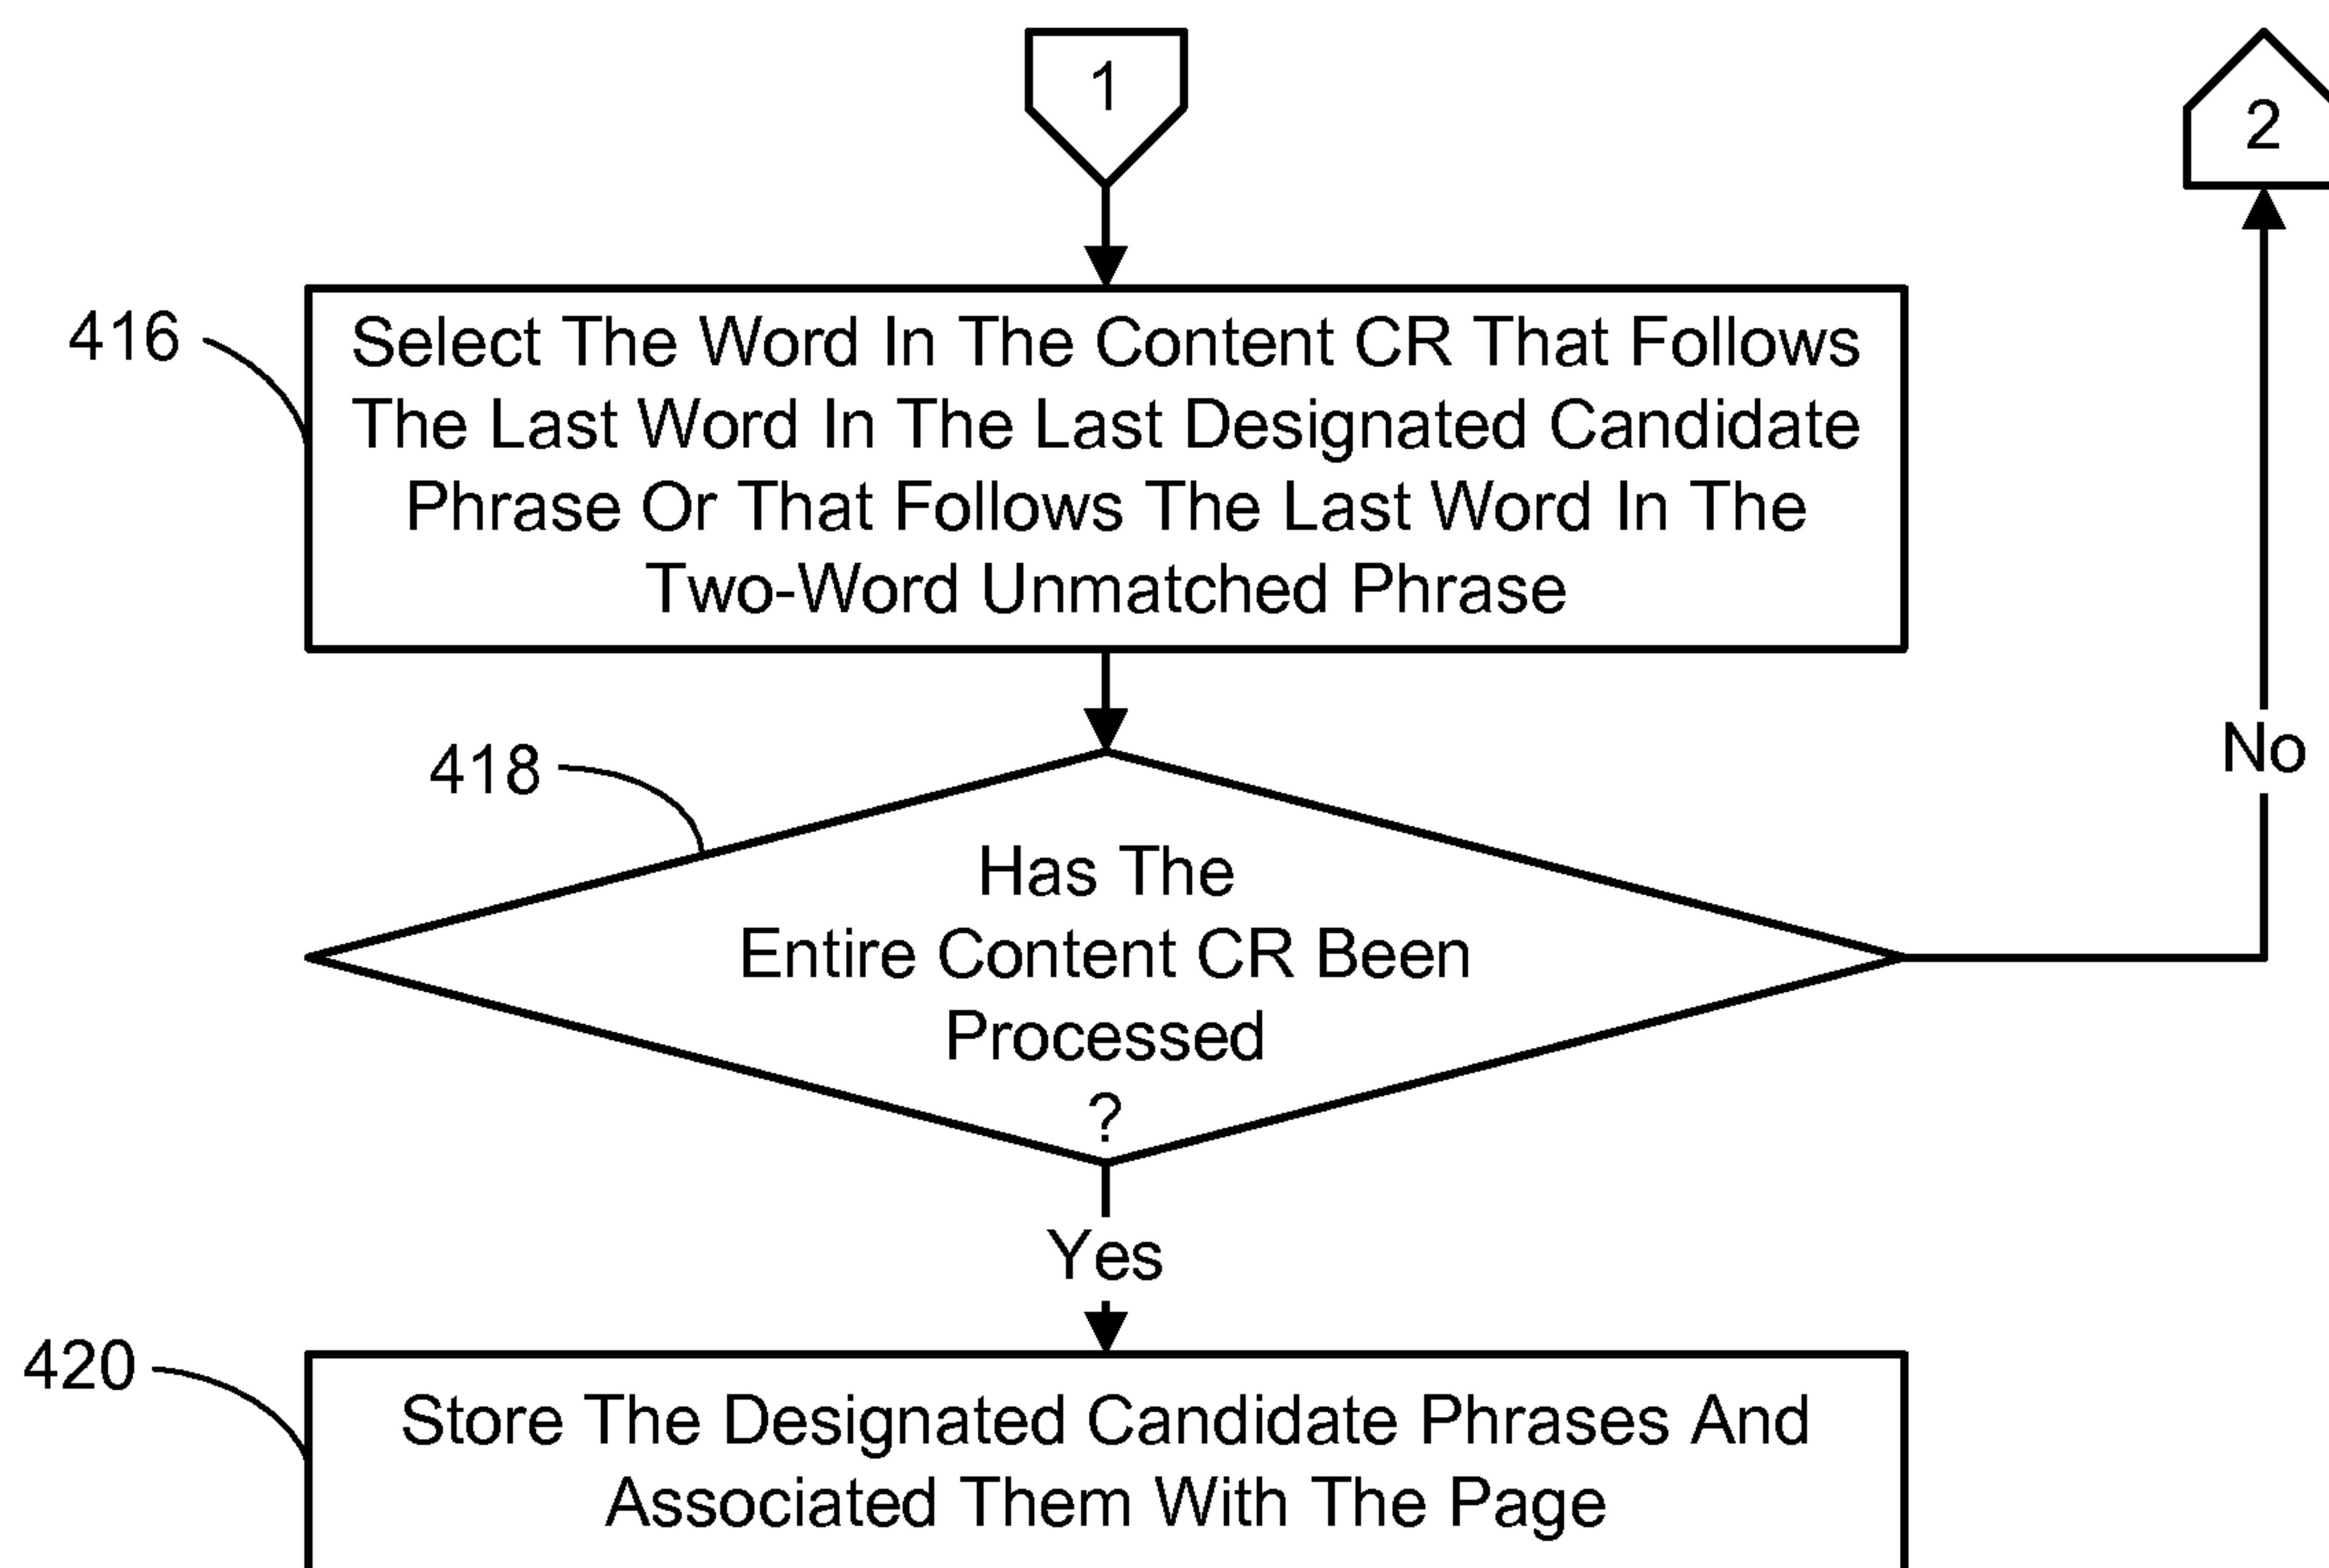 1
2
416
Select The Word In The Content CR That Follows
The Last Word In The Last Designated Candidate
Phrase Or That Follows The Last Word In The
Two-Word Unmatched Phrase
418
Has The
Entire Content CR Been
Processed
?
No
Yes
420
Store The Designated Candidate Phrases And
Associated Them With The Page